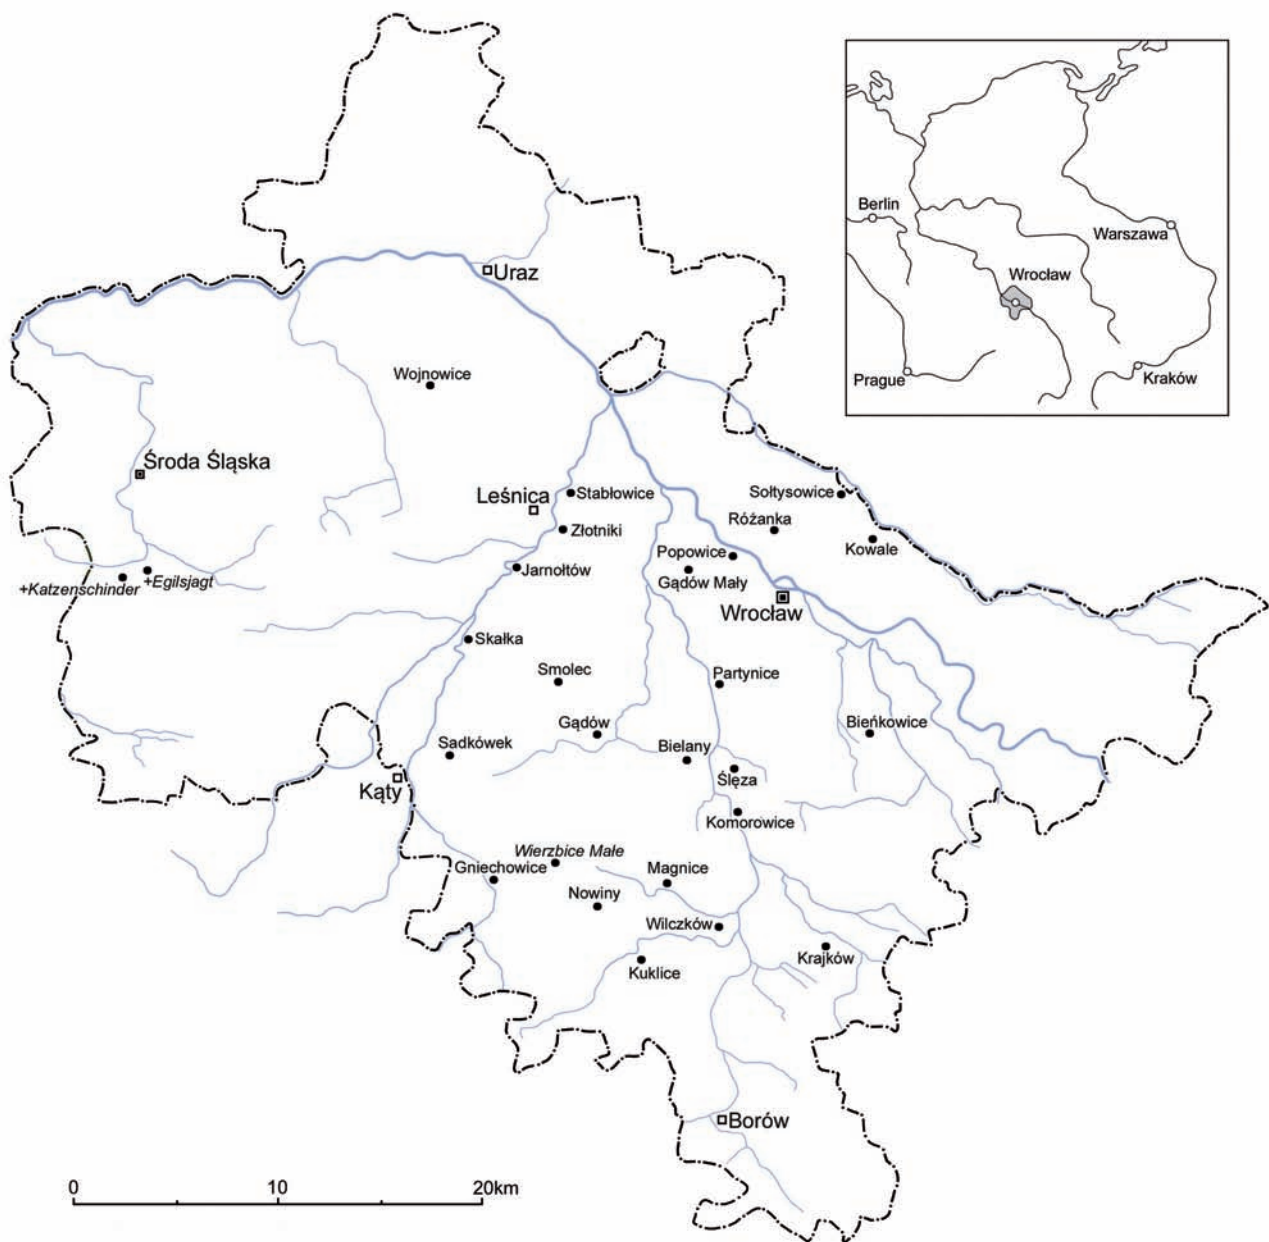 Berlin
Warszawa
Wrocław
Prague
Kraków
Uraz
Wojnowice
Środa Śląska
Leśnica
Stabłowice
Sołtysowice
Złotniki
Różanka
Kowale
Popowice
Jarnołtów
Gądów Mały
+Katzenschinder
+Egilsjagt
Wrocław
Skałka
Smolec
Partynice
Gądów
Bieńkowice
Sadkówek
Bielany
Ślęza
Kąty
Komorowice
Wierzbice Małe
Gniechowice
Magnice
Nowiny
Wilczków
Krajków
Kuklice
Borów
0 10 20km